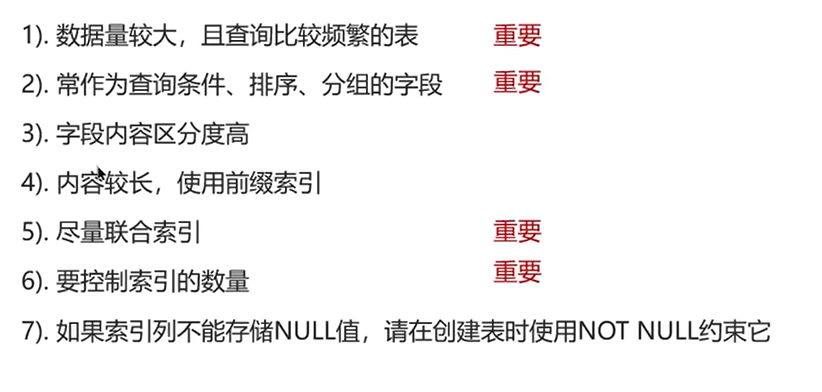 1). 数据量较大，且查询比较频繁的表 重要
2). 常作为查询条件、排序、分组的字段 重要
3). 字段内容区分度高
4). 内容较长，使用前缀索引
5). 尽量联合索引 重要
6). 要控制索引的数量 重要
7). 如果索引列不能存储NULL值，请在创建表时使用NOT NULL约束它